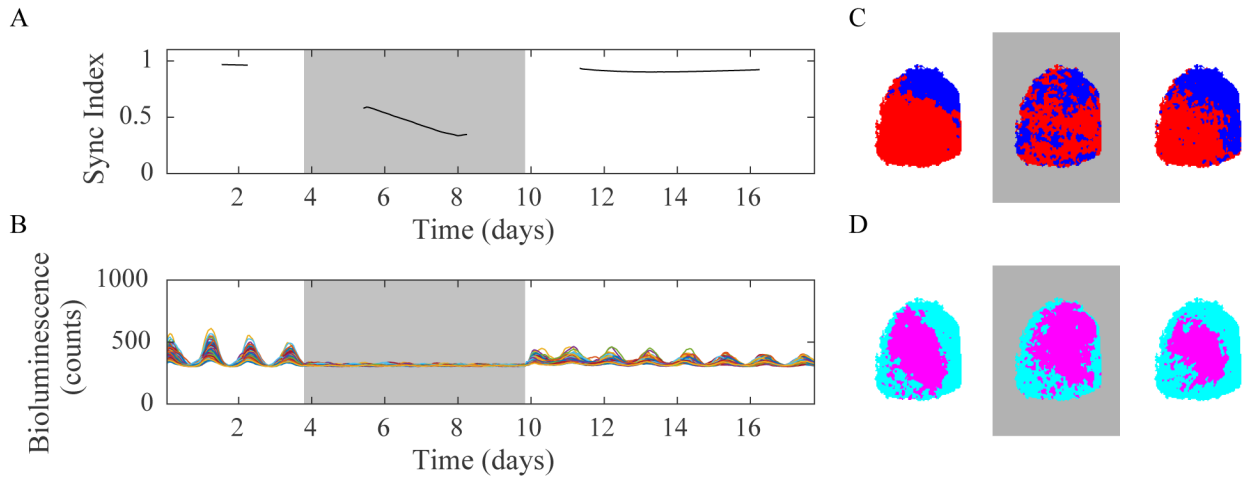 A
Sync Index
1
0.5
0
2 4 6 8 10 12 14 16
Time (days)
B
Bioluminescence
(counts)
1000
500
0
2 4 6 8 10 12 14 16
Time (days)
C
D